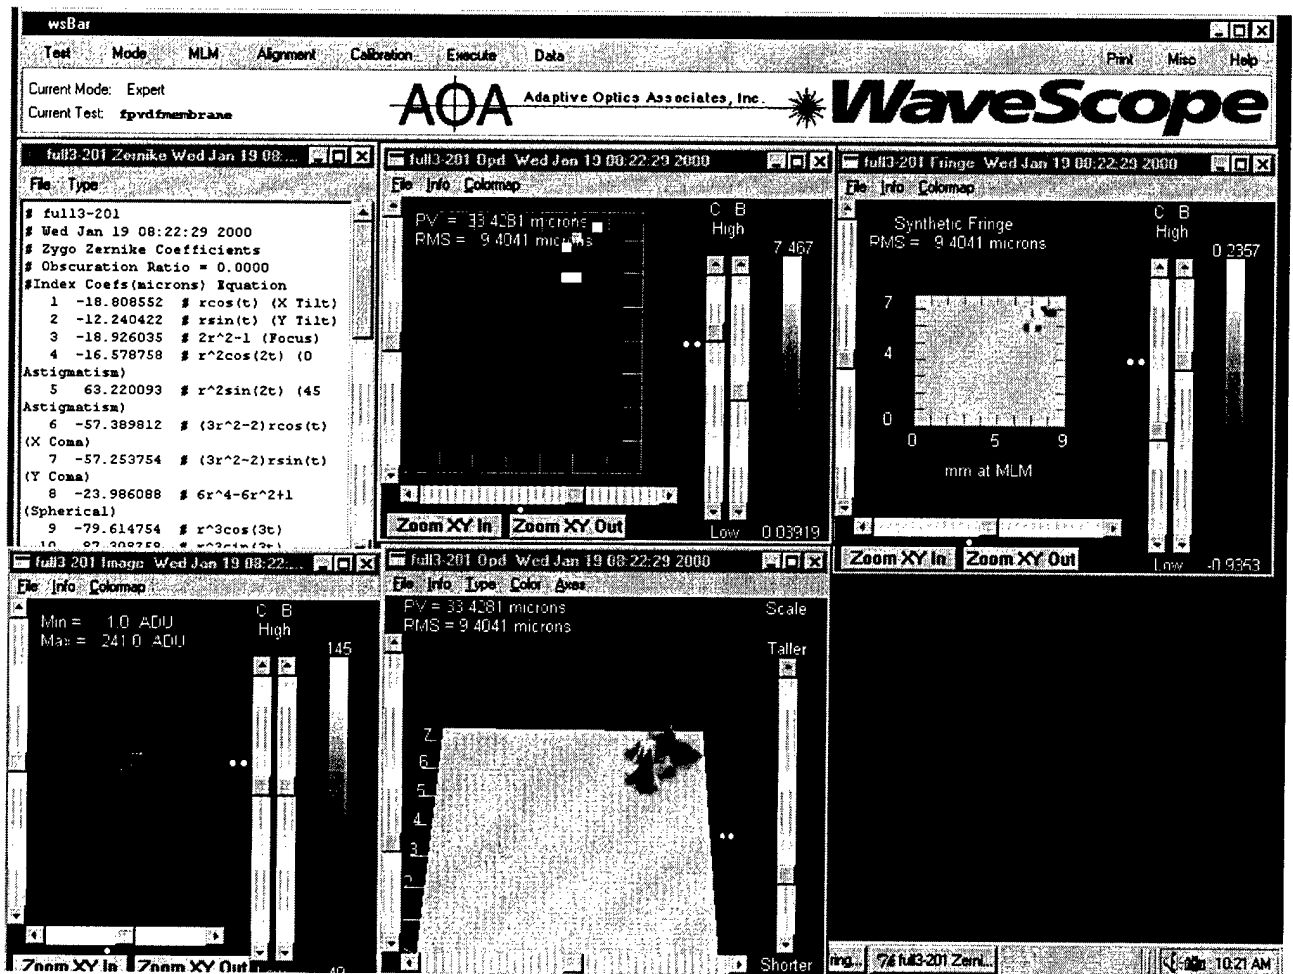 wsBar
Test Mode MLM Alignment Calibration Execute Data Print Misc Help
Current Mode: Expert
Current Test: fpvdfmembrane
AOA Adaptive Optics Associates, Inc. WaveScope
full3-201 Zernike Wed Jan 19 08:...
File Type
# full3-201
# Wed Jan 19 08:22:29 2000
# Zygo Zernike Coefficients
# Obscuration Ratio = 0.0000
#Index Coefs(microns) Equation
1 -18.808552 # rcos(t) (X Tilt)
2 -12.240422 # rsin(t) (Y Tilt)
3 -18.926035 # 2r^2-1 (Focus)
4 -16.578758 # r^2cos(2t) (0
Astigmatism)
5 63.220093 # r^2sin(2t) (45
Astigmatism)
6 -57.389812 # (3r^2-2)rcos(t)
(X Coma)
7 -57.253754 # (3r^2-2)rsin(t)
(Y Coma)
8 -23.986088 # 6r^4-6r^2+1
(Spherical)
9 -79.614754 # r^3cos(3t)
full3-201 Opd Wed Jan 19 08:22:29 2000
File Info Colormap
PV = 33.4281 microns
RMS = 9.4041 microns
C B
High
7.467
Zoom XY In Zoom XY Out
Low 0.03919
full3-201 Fringe Wed Jan 19 08:22:29 2000
File Info Colormap
Synthetic Fringe
RMS = 9.4041 microns
C B
High
0.2357
7
4
0
0 5 9
mm at MLM
Zoom XY In Zoom XY Out
Low -0.9353
full3-201 Image Wed Jan 19 08:22:...
File Info Colormap
Min = 1.0 ADU
Max = 241.0 ADU
C B
High
145
Zoom XY In Zoom XY Out
full3-201 Opd Wed Jan 19 08:22:29 2000
File Info Type Color Axes
PV = 33.4281 microns
RMS = 9.4041 microns
Scale
Taller
7
6
5
4
3
2
Shorter
ring... full3-201 Zerni... 10:21 AM